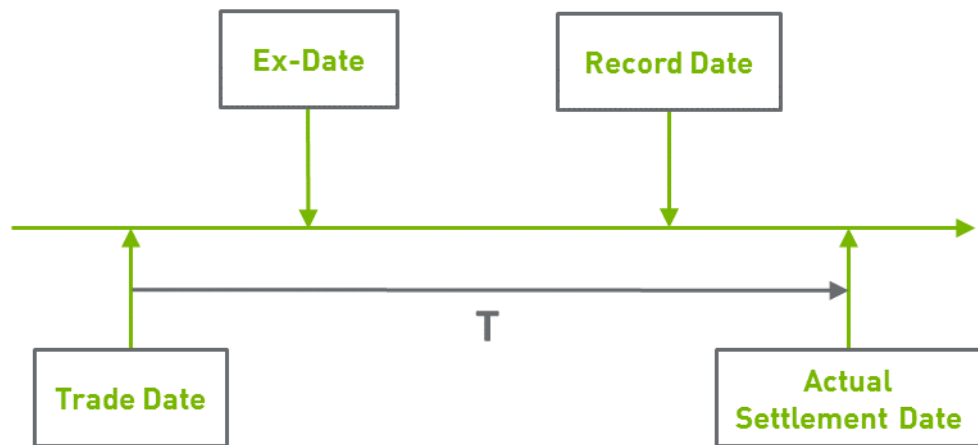 Ex-Date
Record Date
T
Trade Date
Actual
Settlement Date